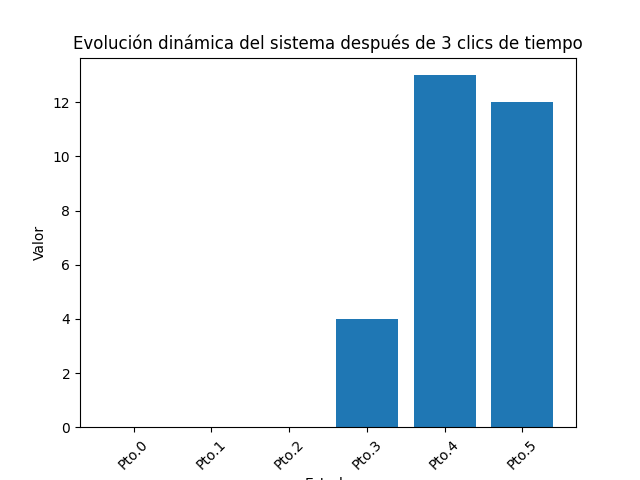 Evolución dinámica del sistema después de 3 clics de tiempo
Valor
12
10
8
6
4
2
0
Pto.0 Pto.1 Pto.2 Pto.3 Pto.4 Pto.5